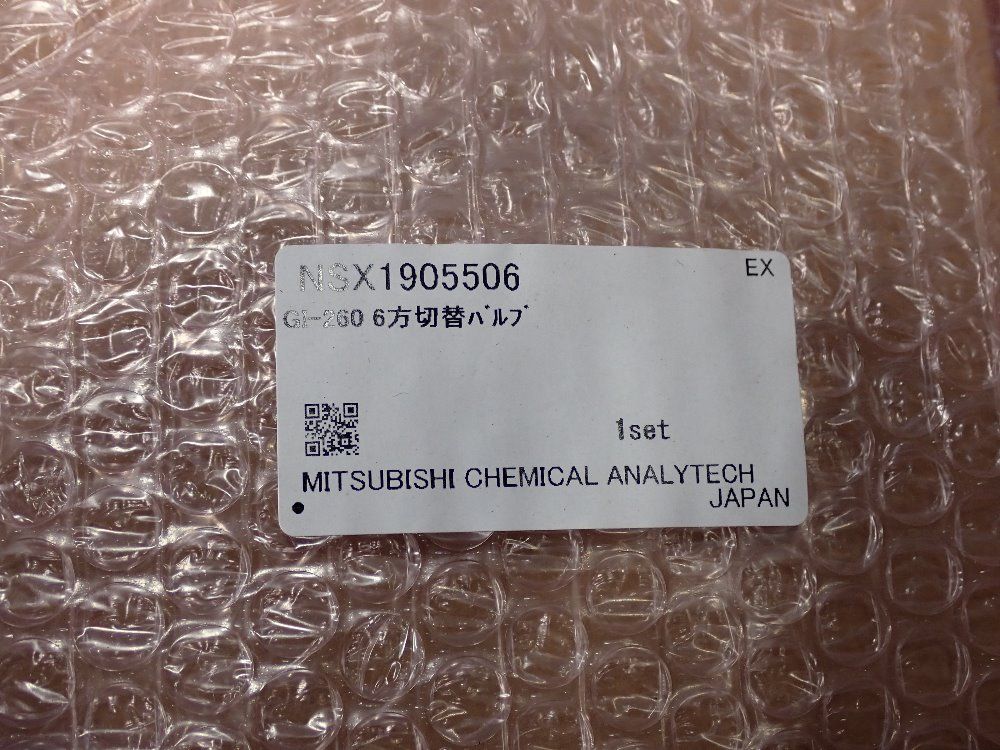 NSX1905506
EX
GI-260 6方切替ﾊﾞﾙﾌﾞ
1set
MITSUBISHI CHEMICAL ANALYTECH
JAPAN